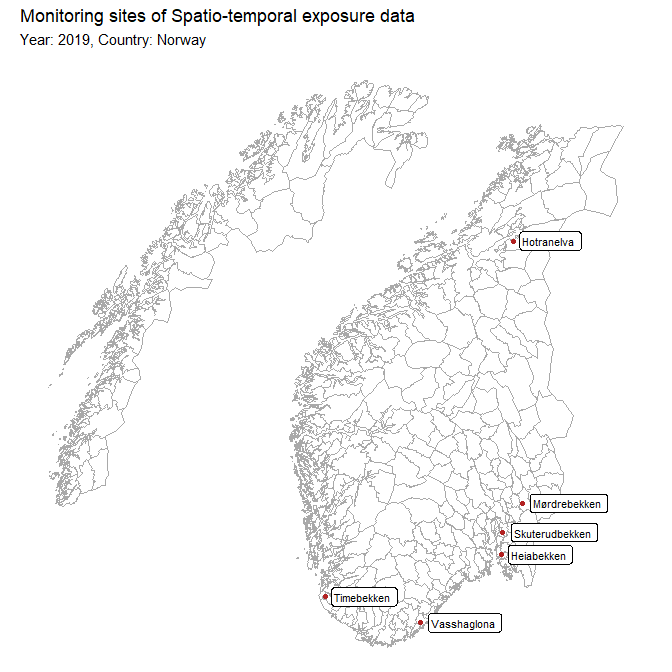 Monitoring sites of Spatio-temporal exposure data
Year: 2019, Country: Norway
Hotranelva
Mørdrebekken
Skuterudbekken
Heiabekken
Timebekken
Vasshaglona